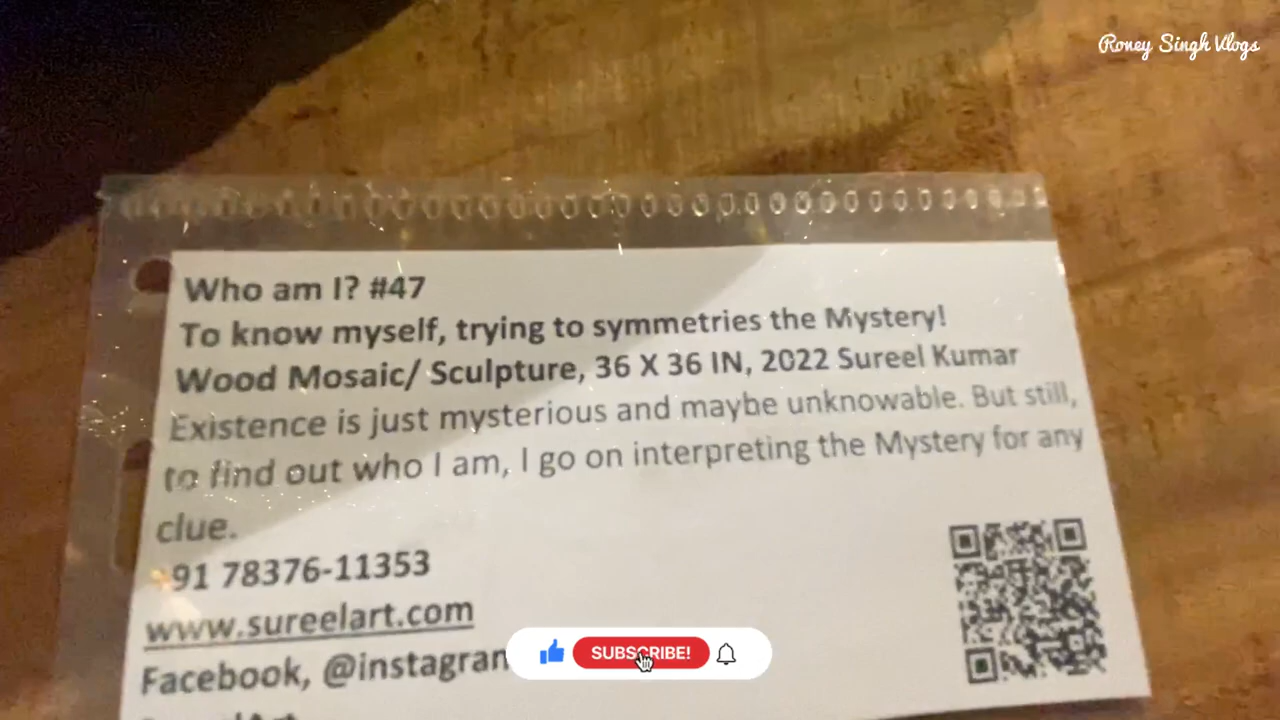 Roney Singh Vlogs
Who am I? #47
To know myself, trying to symmetries the Mystery!
Wood Mosaic/ Sculpture, 36 X 36 IN, 2022 Sureel Kumar
Existence is just mysterious and maybe unknowable. But still,
to find out who I am, I go on interpreting the Mystery for any
clue.
91 78376-11353
www.sureelart.com
SUBSCRIBE!
Facebook,